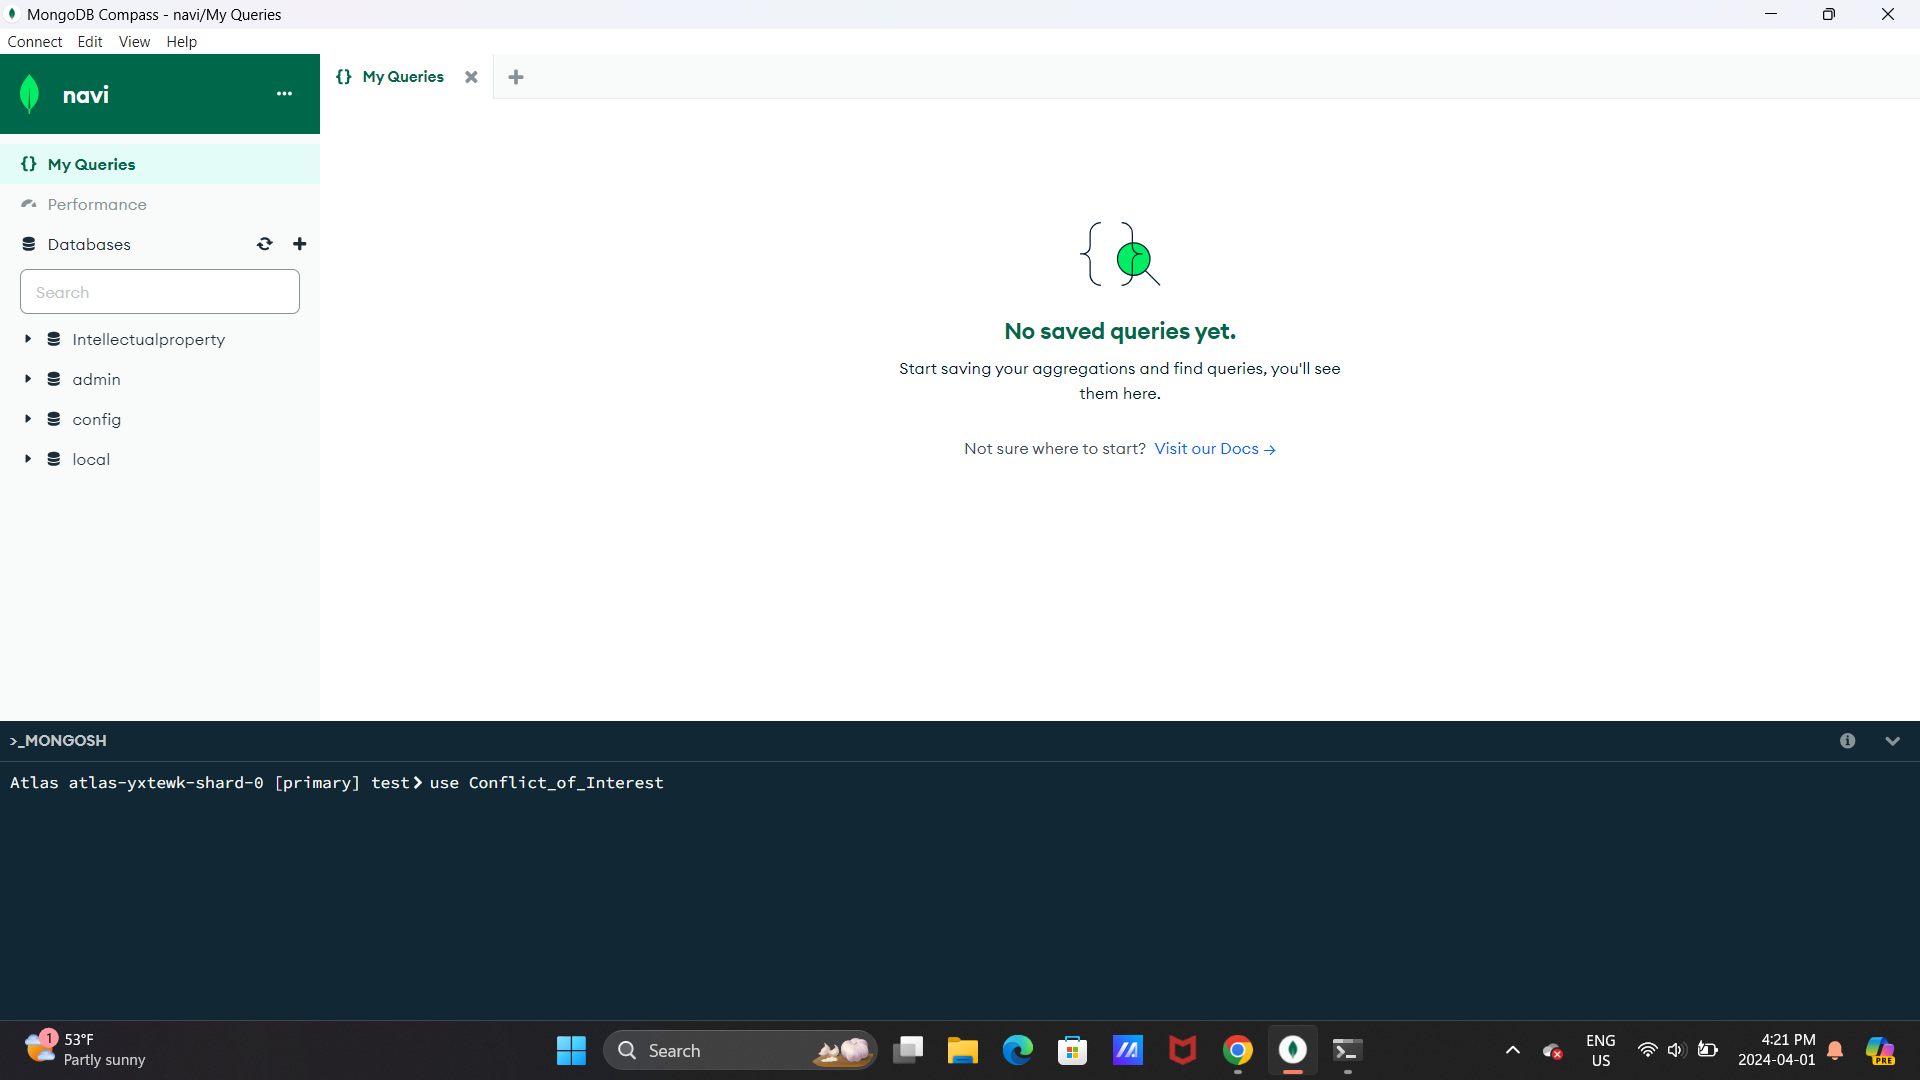 MongoDB Compass - navi/My Queries
Connect Edit View Help
navi
{} My Queries
My Queries
Performance
Databases
Search
Intellectualproperty
admin
config
local
No saved queries yet.
Start saving your aggregations and find queries, you'll see
them here.
Not sure where to start? Visit our Docs →
>_MONGOSH
Atlas atlas-yxtewk-shard-0 [primary] test> use Conflict_of_Interest
1
53°F
Partly sunny
Search
ENG
US
4:21 PM
2024-04-01
PRE